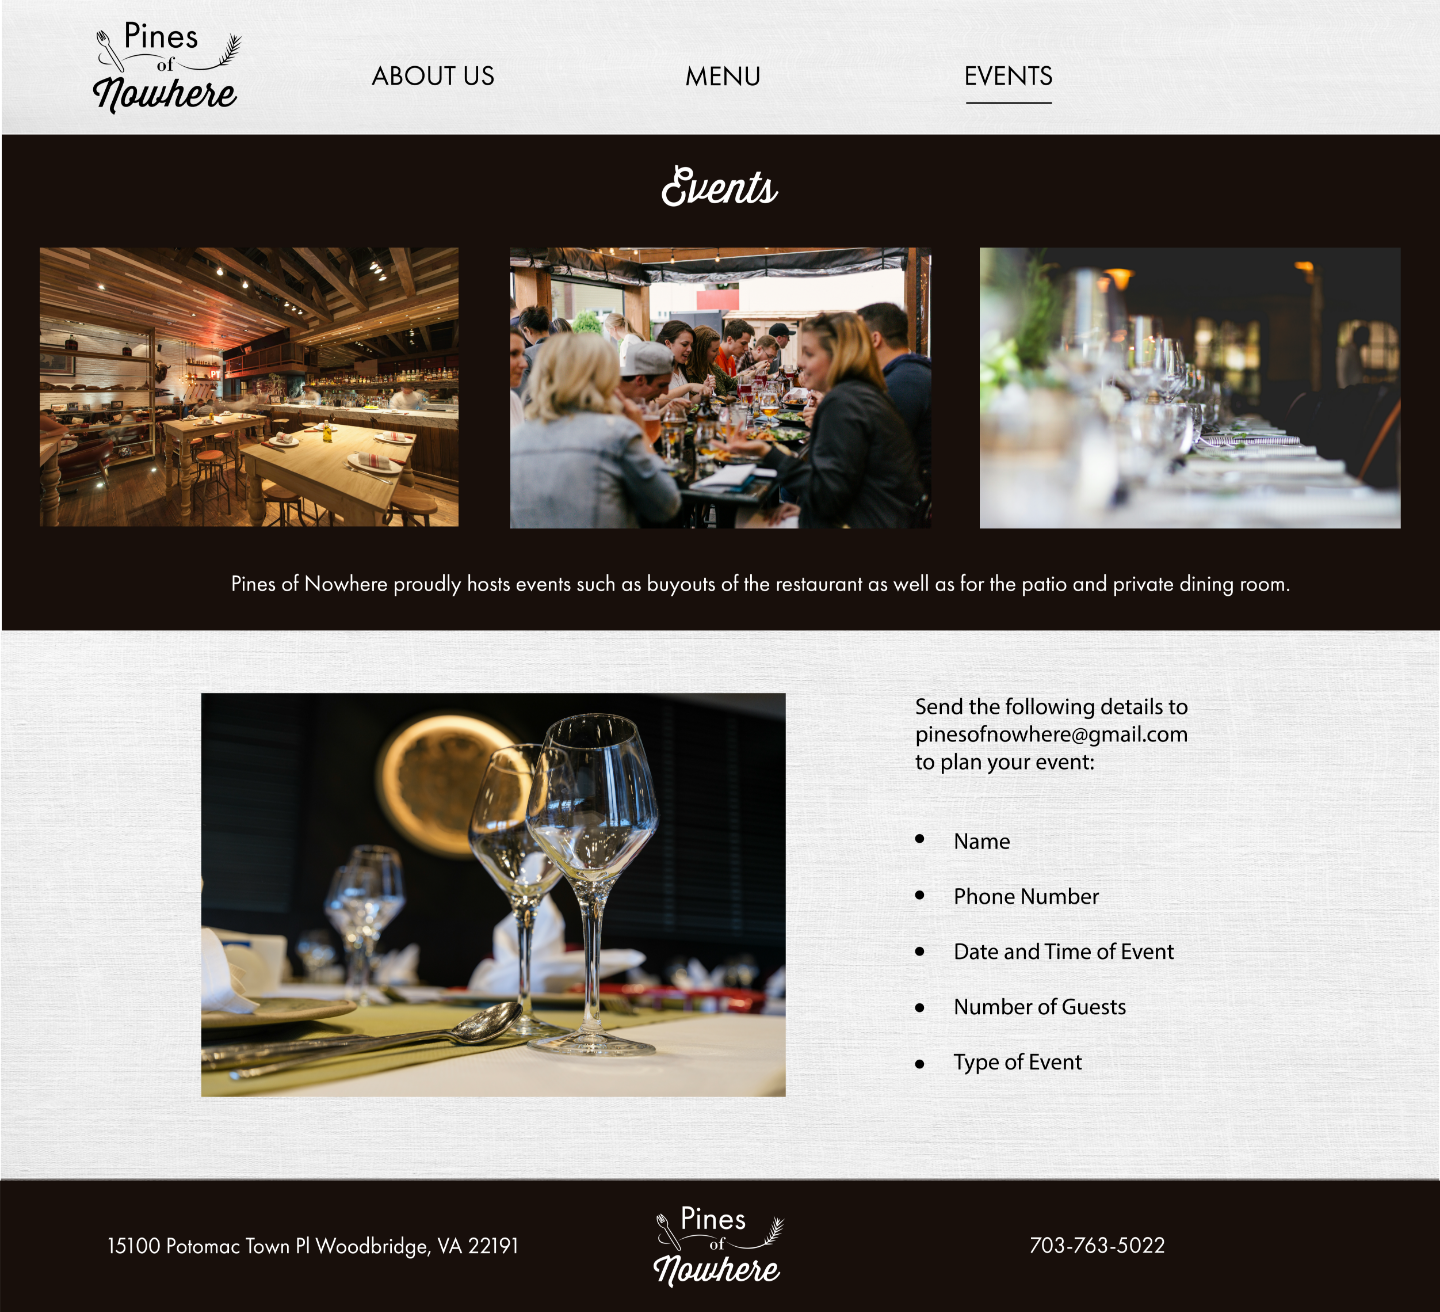 Pines
of
Nowhere
ABOUT US
MENU
EVENTS
Events
PT
Pines of Nowhere proudly hosts events such as buyouts of the restaurant as well as for the patio and private dining room.
Send the following details to
pinesofnowhere@gmail.com
to plan your event:
• Name
• Phone Number
• Date and Time of Event
• Number of Guests
• Type of Event
15100 Potomac Town Pl Woodbridge, VA 22191
Pines
of
Nowhere
703-763-5022